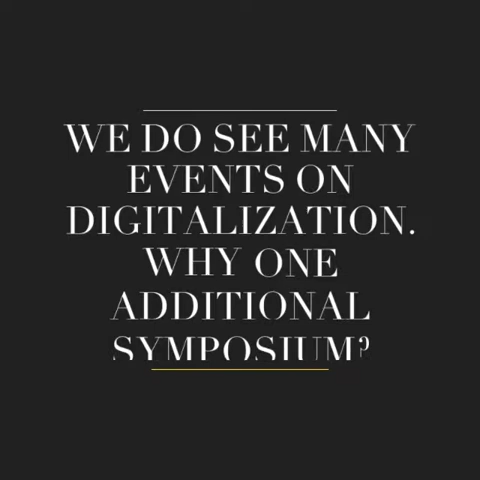 WE DO SEE MANY
EVENTS ON
DIGITALIZATION.
WHY ONE
ADDITIONAL
SYMPOSIUM?